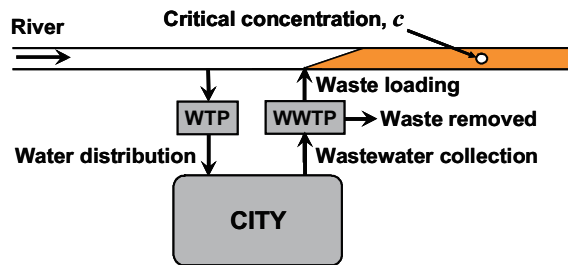 Critical concentration, c
River
Waste loading
WTP
WWTP
Waste removed
Water distribution
Wastewater collection
CITY